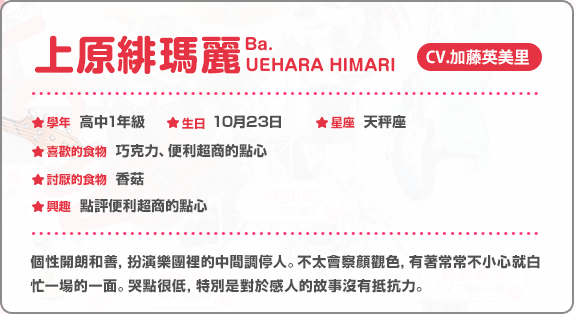 上原緋瑪麗 Ba. UEHARA HIMARI CV.加藤英美里
★學年 高中1年級 ★生日 10月23日 ★星座 天秤座
★喜歡的食物 巧克力、便利超商的點心
★討厭的食物 香菇
★興趣 點評便利超商的點心
個性開朗和善，扮演樂團裡的中間調停人。不太會察顏觀色，有著常常不小心就白
忙一場的一面。哭點很低，特別是對於感人的故事沒有抵抗力。